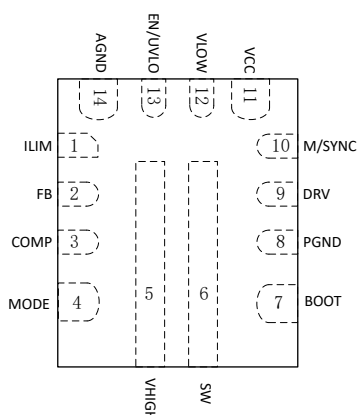 AGND
EN/UVLO
VLOW
VCC
14
13
12
11
ILIM
1
10
M/SYNC
FB
2
9
DRV
COMP
3
8
PGND
MODE
4
5
6
7
BOOT
VHIGH
SW